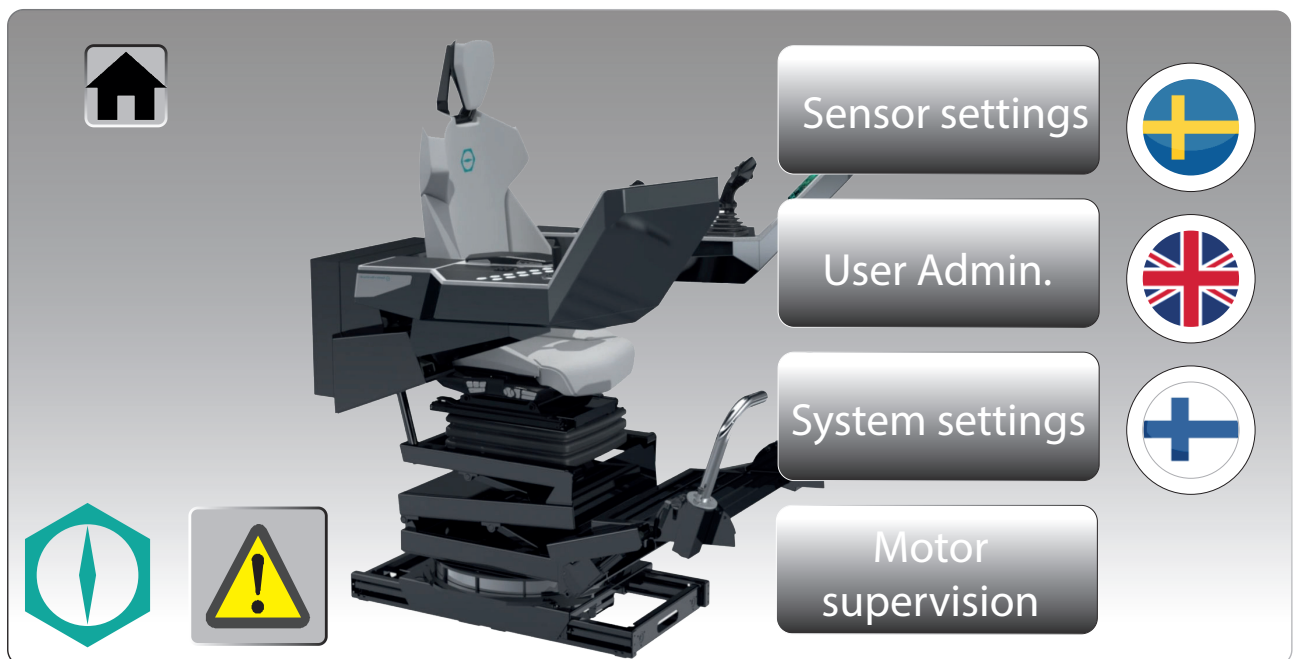 Sensor settings
User Admin.
System settings
Motor
supervision